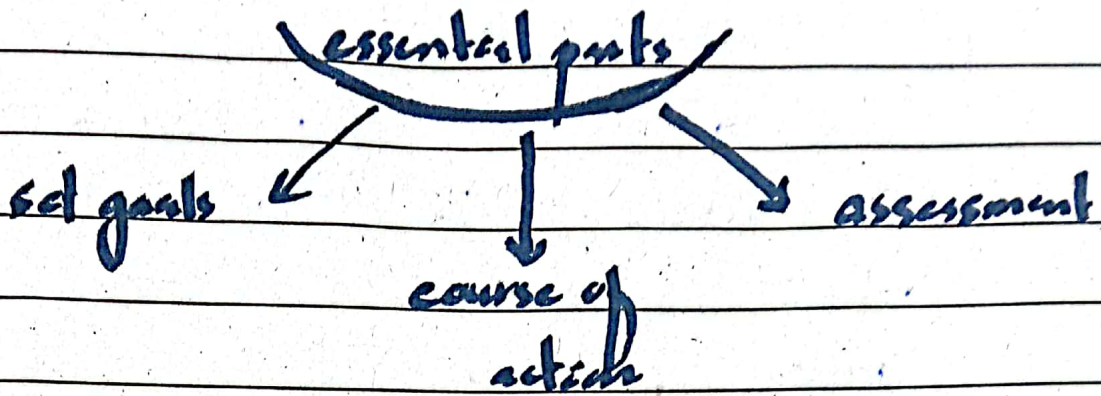 essential parts
set goals
assessment
course of
action